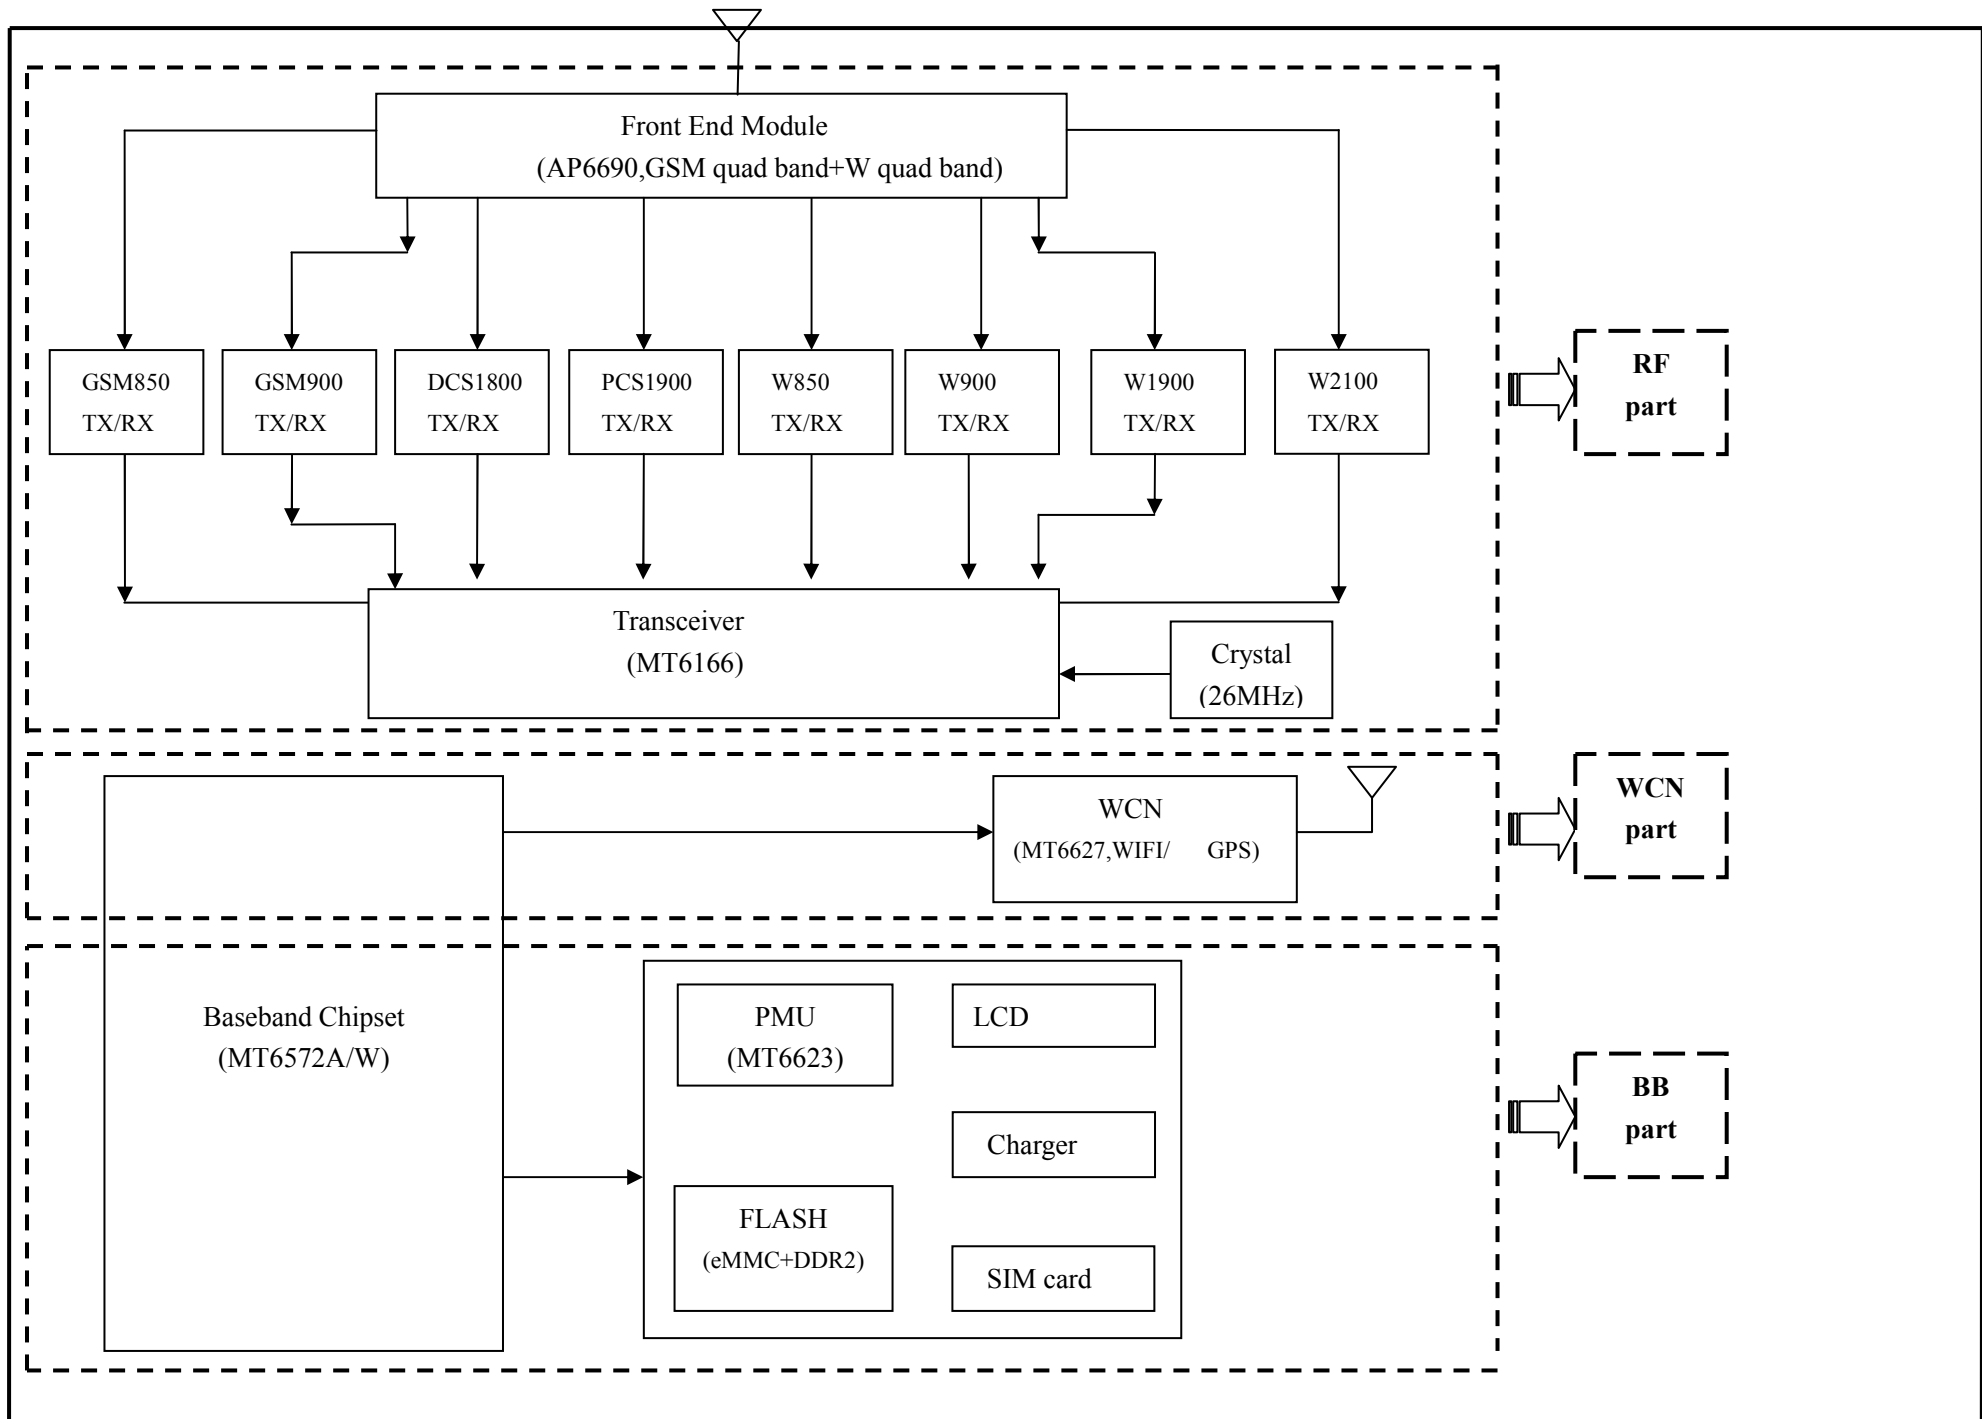 Front End Module
(AP6690,GSM quad band+W quad band)
GSM850
TX/RX
GSM900
TX/RX
DCS1800
TX/RX
PCS1900
TX/RX
W850
TX/RX
W900
TX/RX
W1900
TX/RX
W2100
TX/RX
RF
part
Transceiver
(MT6166)
Crystal
(26MHz)
WCN
(MT6627,WIFI/ GPS)
WCN
part
Baseband Chipset
(MT6572A/W)
PMU
(MT6623)
LCD
Charger
FLASH
(eMMC+DDR2)
SIM card
BB
part